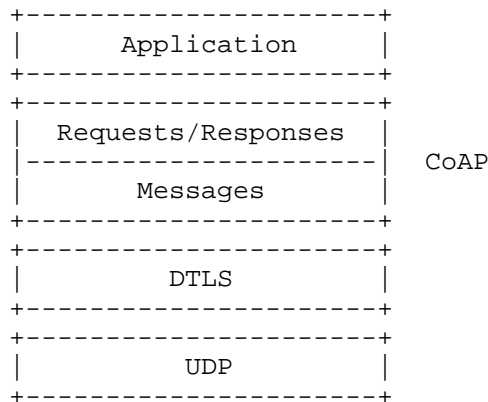 Application
Requests/Responses
CoAP
Messages
DTLS
UDP